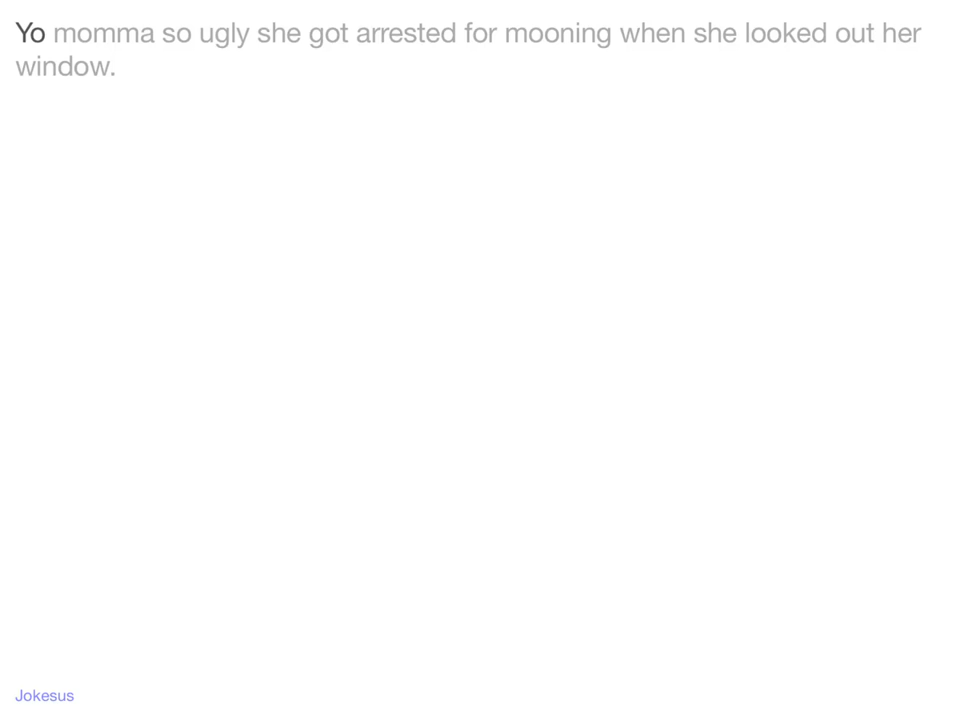 Yo momma so ugly she got arrested for mooning when she looked out her
window.
Jokesus